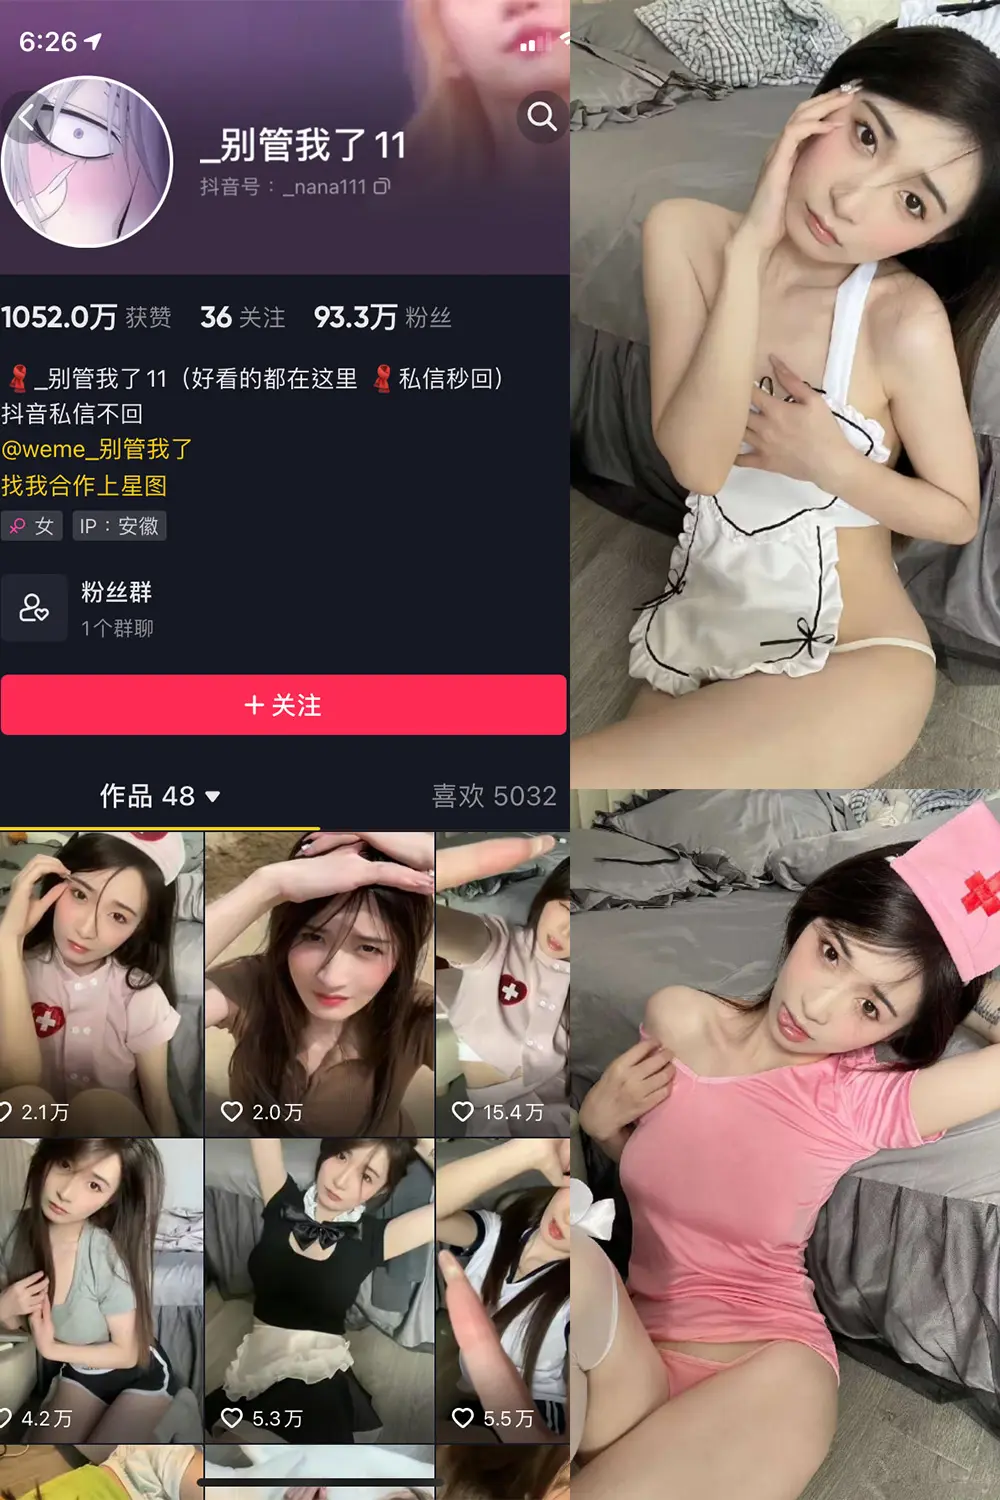 6:26
_别管我了11
抖音号：_nana111
1052.0万 获赞 36 关注 93.3万 粉丝
_别管我了11（好看的都在这里 私信秒回）
抖音私信不回
@weme_别管我了
找我合作上星图
女 IP：安徽
粉丝群
1个群聊
+ 关注
作品 48 喜欢 5032
2.1万 2.0万 15.4万
4.2万 5.3万 5.5万